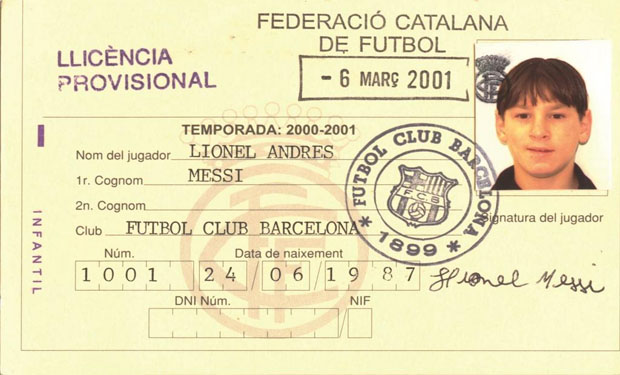 FEDERACIÓ CATALANA
DE FUTBOL
LLICÈNCIA
PROVISIONAL
- 6 MARÇ 2001
TEMPORADA: 2000-2001
Nom del jugador LIONEL ANDRES
1r. Cognom MESSI
2n. Cognom
Club FUTBOL CLUB BARCELONA
INFANTIL
FUTBOL CLUB BARCELONA
F.C.B
* 1899 *
Signatura del jugador
Núm. Data de naixement
1001 24/06/1987
Lionel Messi
DNI Núm. NIF